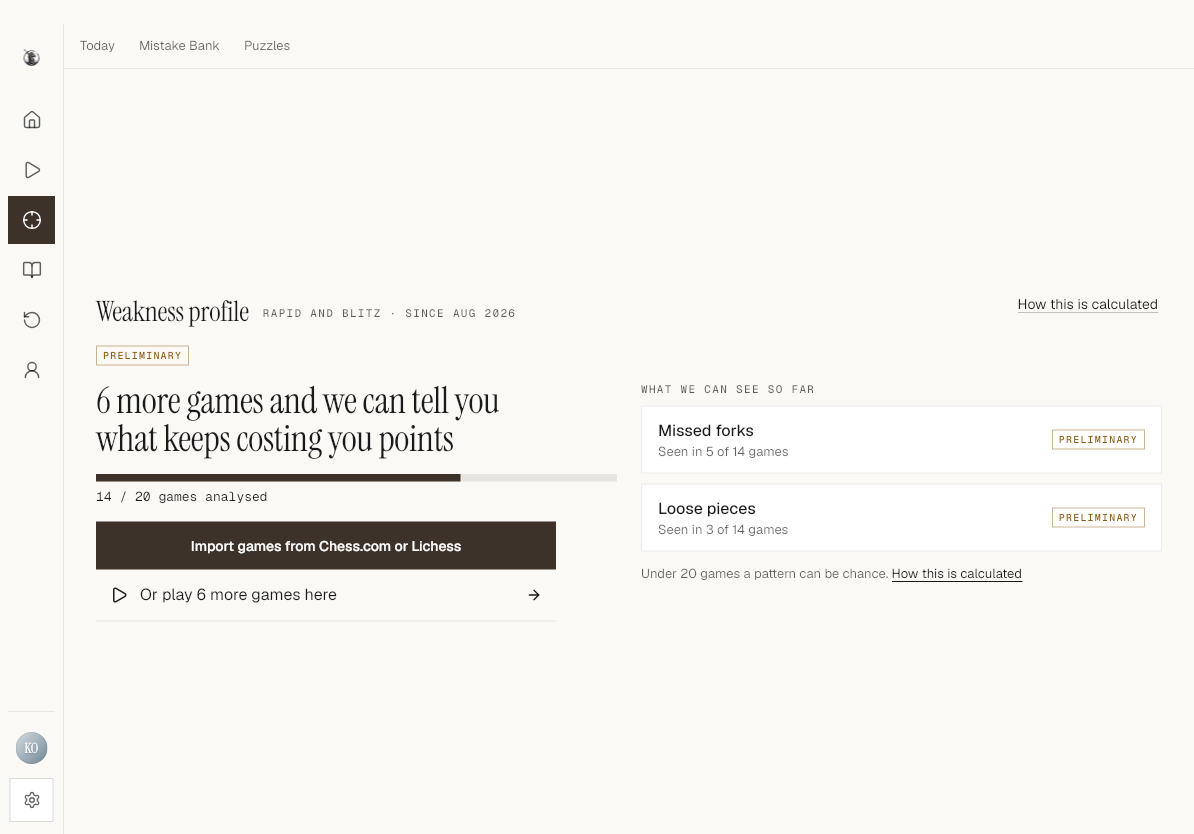 Today Mistake Bank Puzzles
Weakness profile RAPID AND BLITZ · SINCE AUG 2026
How this is calculated
PRELIMINARY
6 more games and we can tell you
what keeps costing you points
14 / 20 games analysed
Import games from Chess.com or Lichess
Or play 6 more games here
WHAT WE CAN SEE SO FAR
Missed forks
Seen in 5 of 14 games
PRELIMINARY
Loose pieces
Seen in 3 of 14 games
PRELIMINARY
Under 20 games a pattern can be chance. How this is calculated
KO